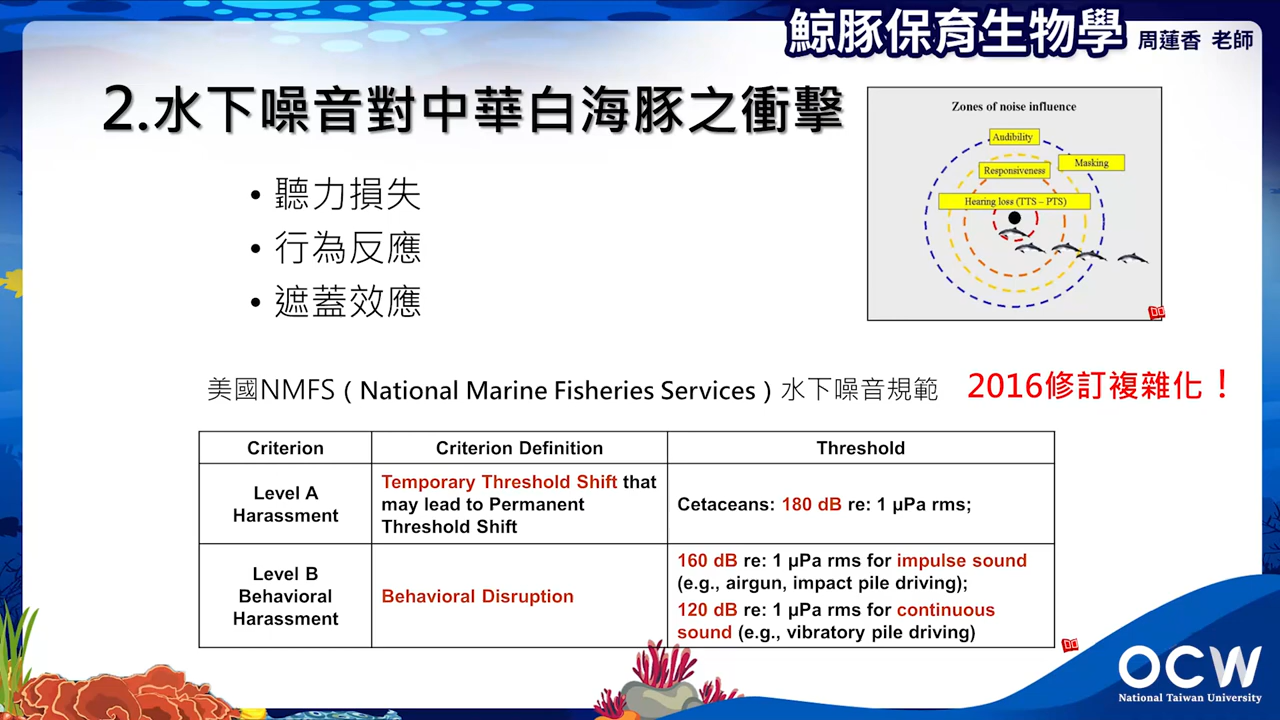 鯨豚保育生物學 周蓮香 老師
2.水下噪音對中華白海豚之衝擊
• 聽力損失
• 行為反應
• 遮蓋效應
Zones of noise influence
Audibility
Masking
Responsiveness
Hearing loss (TTS – PTS)
美國NMFS（National Marine Fisheries Services）水下噪音規範 2016修訂複雜化！
Criterion Criterion Definition Threshold
Level A
Harassment
Temporary Threshold Shift that
may lead to Permanent
Threshold Shift
Cetaceans: 180 dB re: 1 μPa rms;
Level B
Behavioral
Harassment
Behavioral Disruption
160 dB re: 1 μPa rms for impulse sound
(e.g., airgun, impact pile driving);
120 dB re: 1 μPa rms for continuous
sound (e.g., vibratory pile driving)
OCW
National Taiwan University